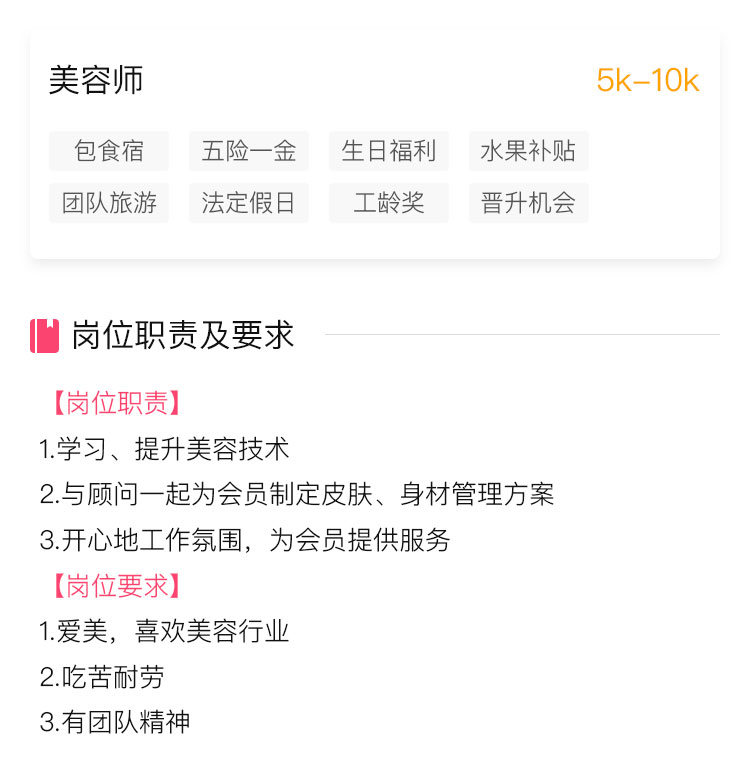 美容师 5k-10k
包食宿 五险一金 生日福利 水果补贴
团队旅游 法定假日 工龄奖 晋升机会
岗位职责及要求
【岗位职责】
1.学习、提升美容技术
2.与顾问一起为会员制定皮肤、身材管理方案
3.开心地工作氛围，为会员提供服务
【岗位要求】
1.爱美，喜欢美容行业
2.吃苦耐劳
3.有团队精神